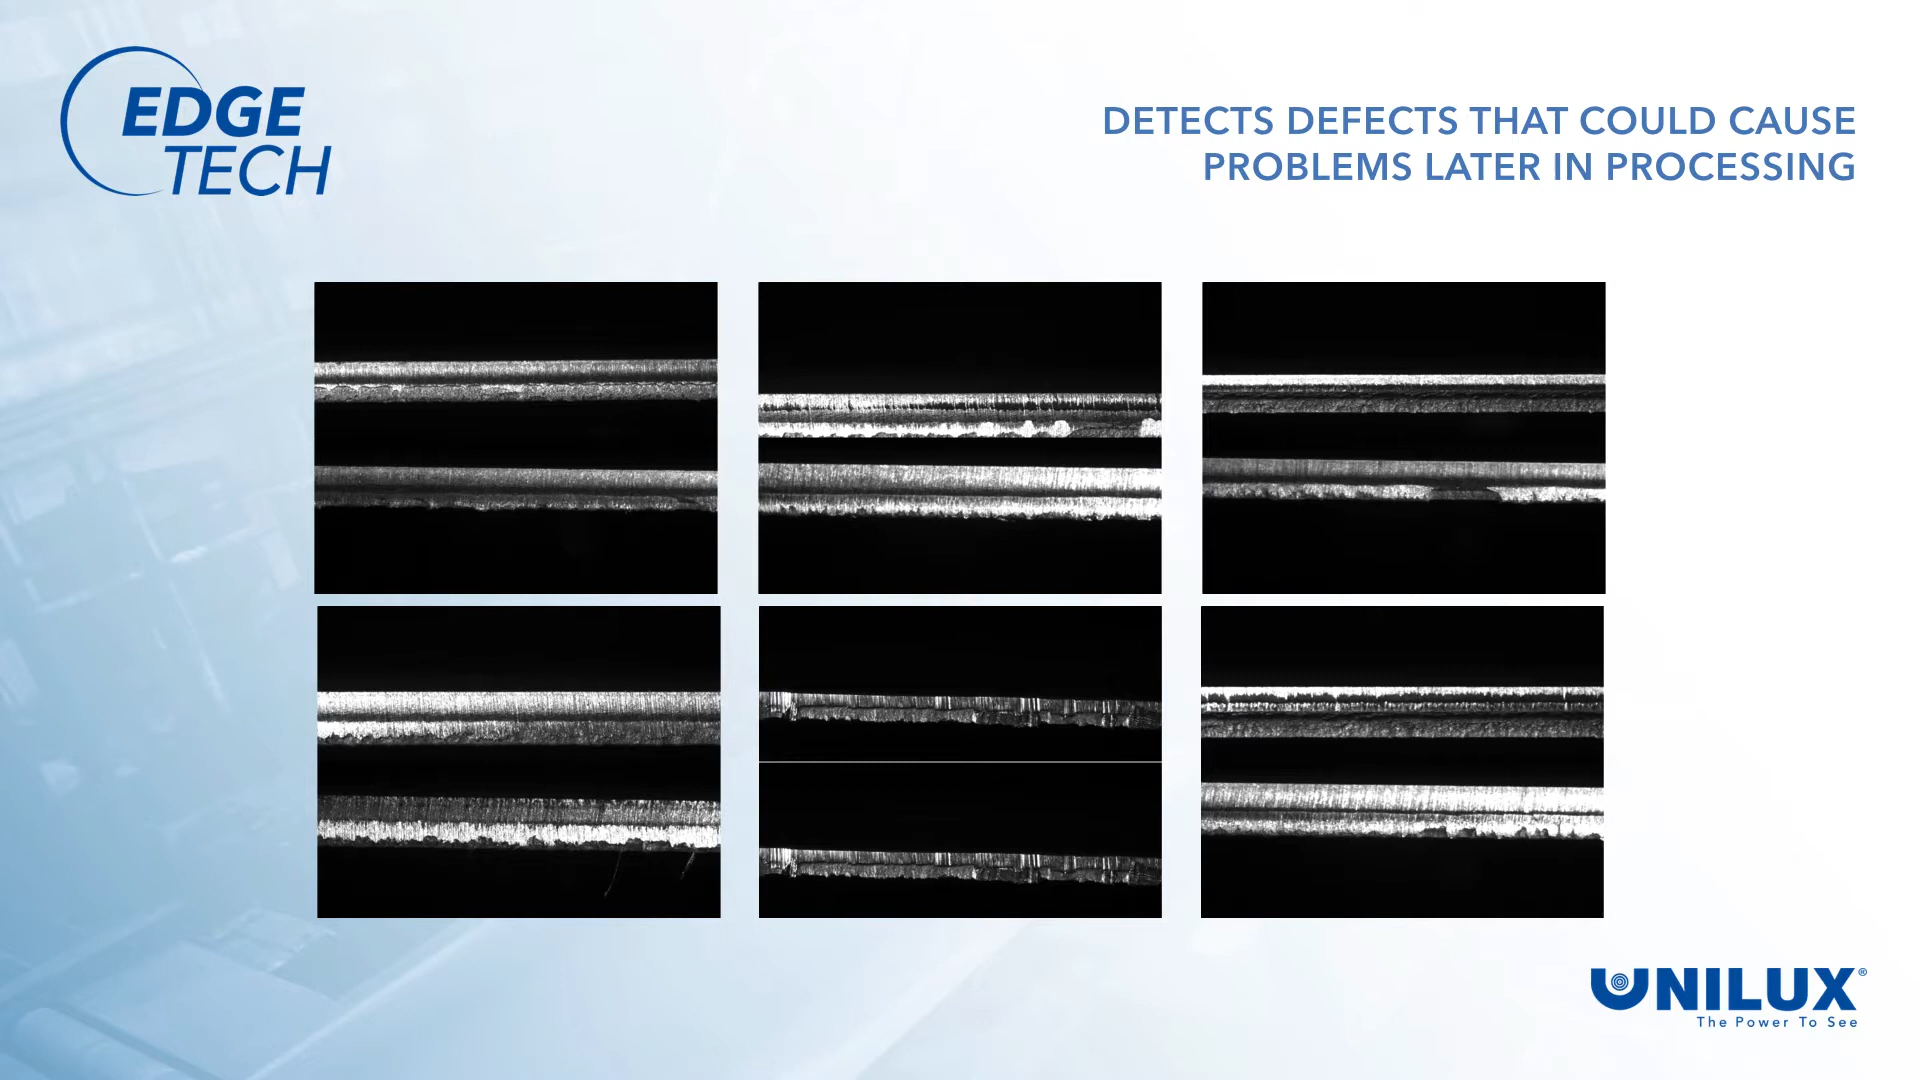 EDGE
TECH
DETECTS DEFECTS THAT COULD CAUSE
PROBLEMS LATER IN PROCESSING
UNILUX®
The Power To See